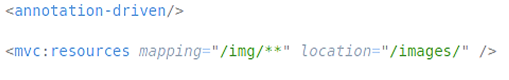 <annotation-driven/>
<mvc:resources mapping="/img/**" location="/images/" />